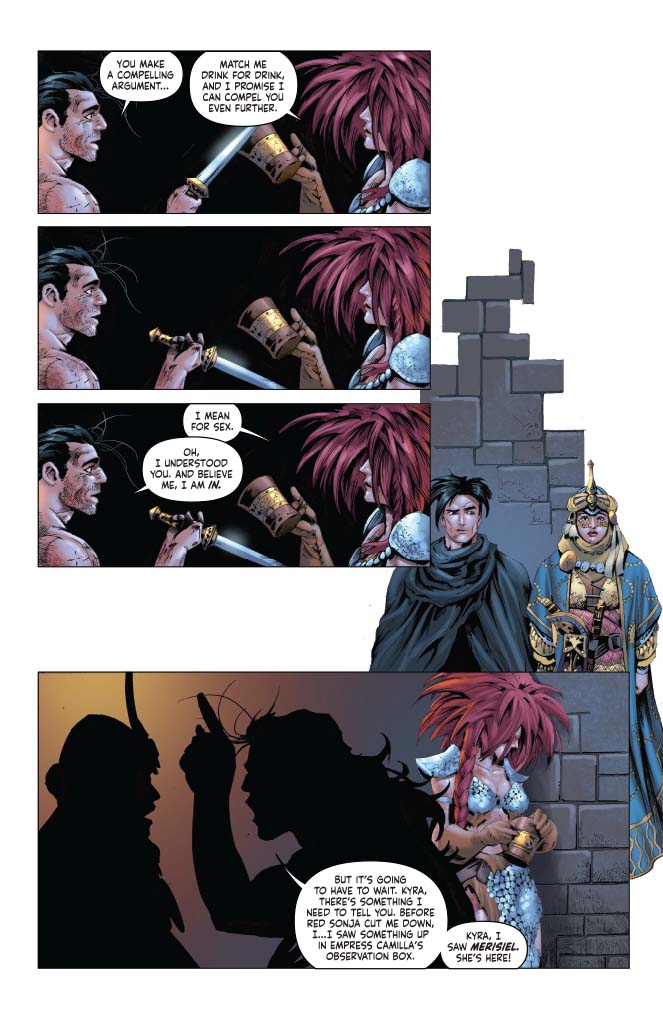 YOU MAKE
A COMPELLING
ARGUMENT...
MATCH ME
DRINK FOR DRINK,
AND I PROMISE I
CAN COMPEL YOU
EVEN FURTHER.
I MEAN
FOR SEX.
OH,
I UNDERSTOOD
YOU. AND BELIEVE
ME, I AM IN.
BUT IT'S GOING
TO HAVE TO WAIT. KYRA,
THERE'S SOMETHING I
NEED TO TELL YOU. BEFORE
RED SONJA CUT ME DOWN,
I...I SAW SOMETHING UP
IN EMPRESS CAMILLA'S
OBSERVATION BOX.
KYRA, I
SAW MERISIEL.
SHE'S HERE!